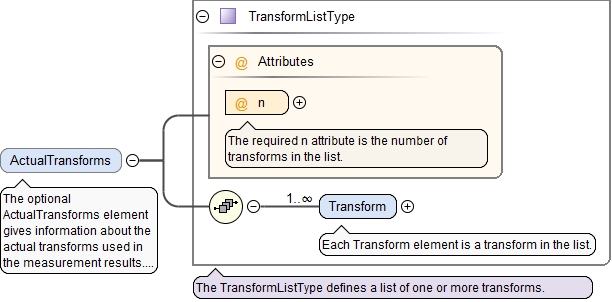 TransformListType
@ Attributes
@ n
The required n attribute is the number of
transforms in the list.
ActualTransforms
The optional
ActualTransforms element
gives information about the
actual transforms used in
the measurement results....
1..∞
Transform
Each Transform element is a transform in the list.
The TransformListType defines a list of one or more transforms.